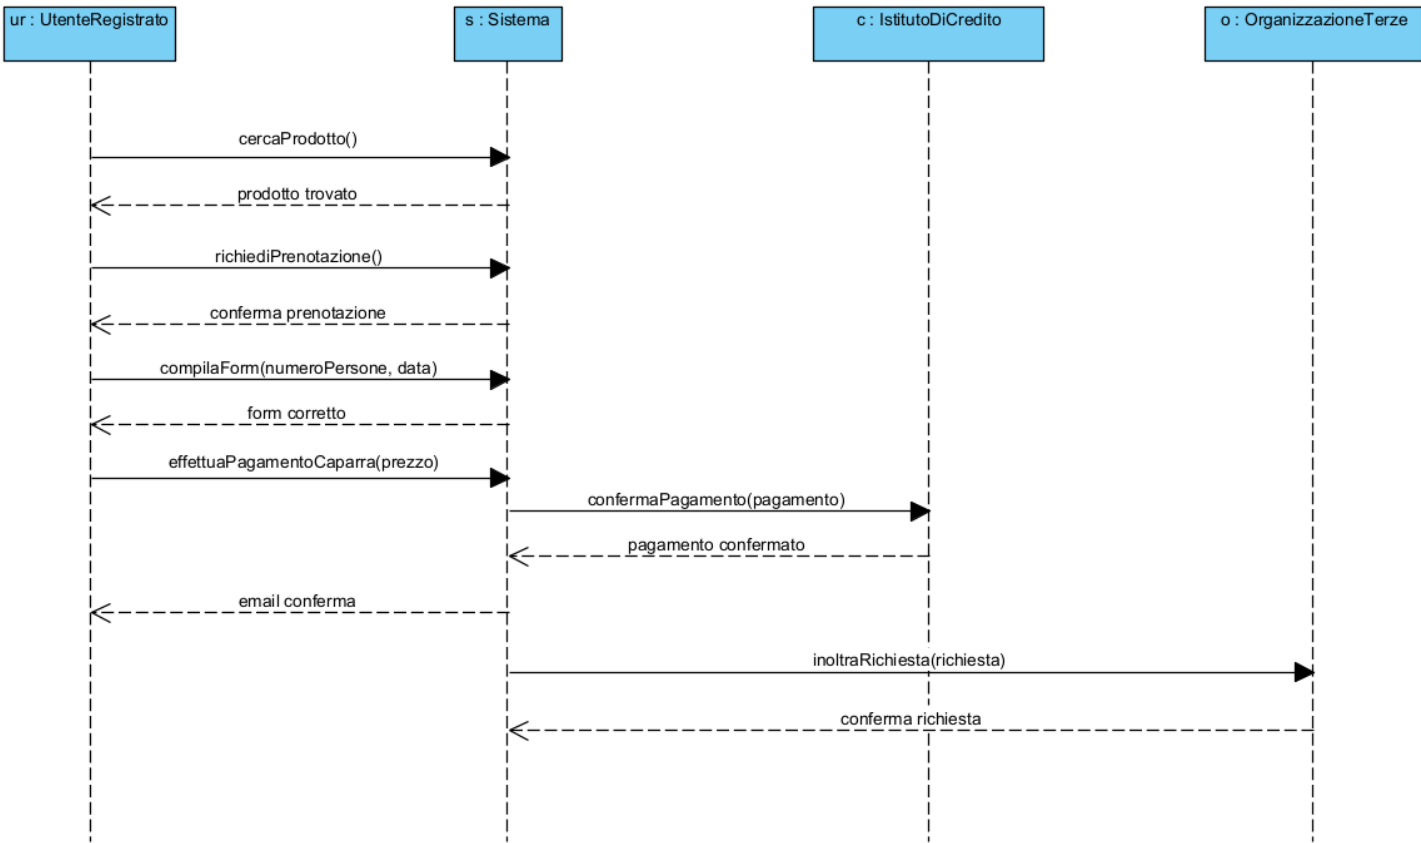 ur : UtenteRegistrato
s : Sistema
c : IstitutoDiCredito
o : OrganizzazioneTerze
cercaProdotto()
prodotto trovato
richiediPrenotazione()
conferma prenotazione
compilaForm(numeroPersone, data)
form corretto
effettuaPagamentoCaparra(prezzo)
confermaPagamento(pagamento)
pagamento confermato
email conferma
inoltraRichiesta(richiesta)
conferma richiesta